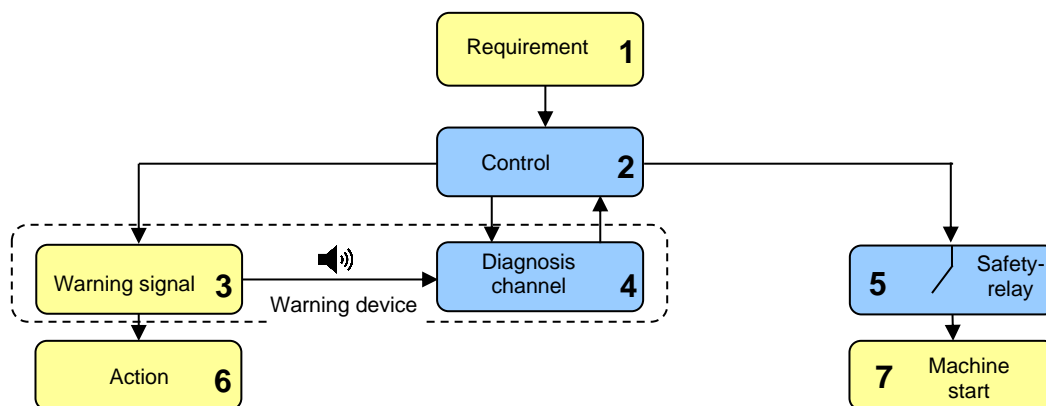 Requirement 1
Control 2
Warning signal 3
Warning device
Diagnosis
channel 4
5 Safety-
relay
Action 6
7 Machine
start